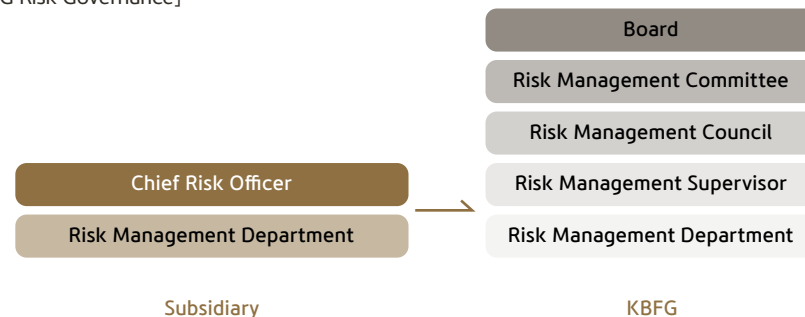 G Risk Governance]
Board
Risk Management Committee
Risk Management Council
Chief Risk Officer
Risk Management Supervisor
Risk Management Department
Risk Management Department
Subsidiary
KBFG